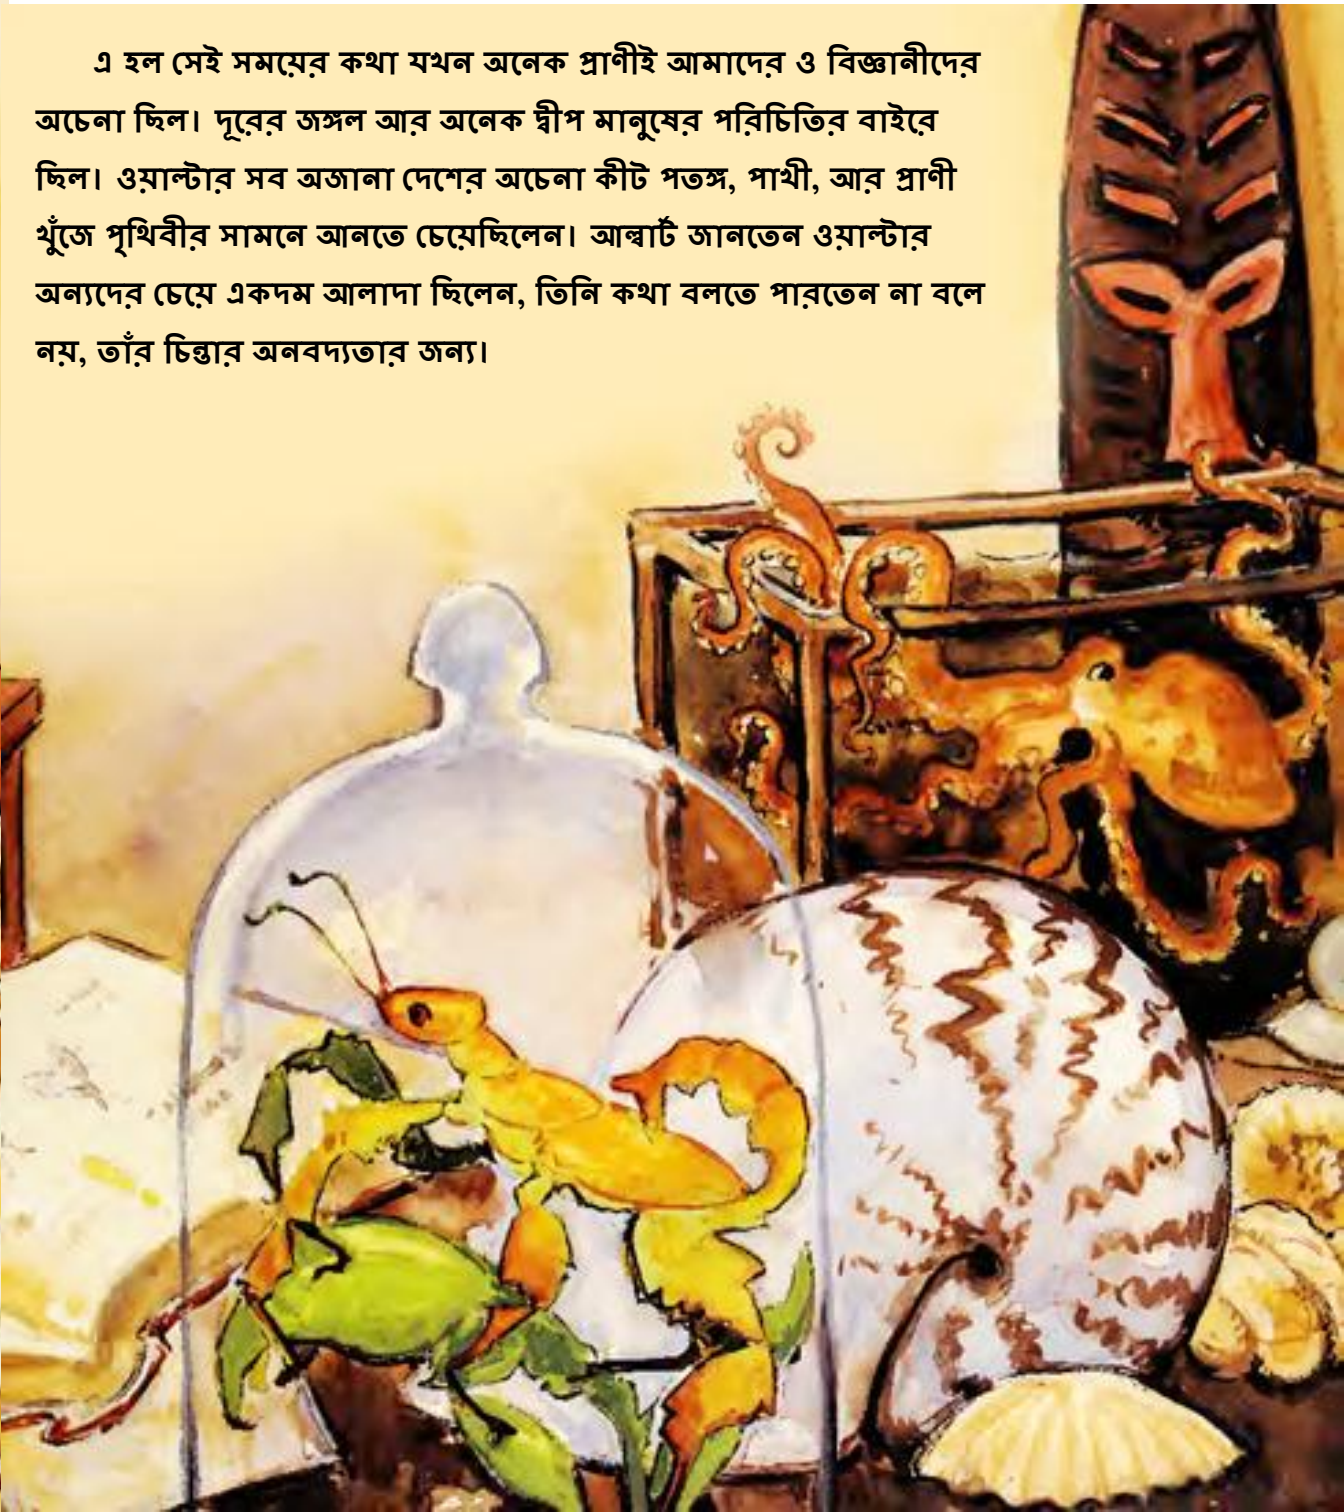 এ হল সেই সময়ের কথা যখন অনেক প্রাণীই আমাদের ও বিজ্ঞানীদের
অচেনা ছিল। দূরের জঙ্গল আর অনেক দ্বীপ মানুষের পরিচিতির বাইরে
ছিল। ওয়াল্টার সব অজানা দেশের অচেনা কীট পতঙ্গ, পাখী, আর প্রাণী
খুঁজে পৃথিবীর সামনে আনতে চেয়েছিলেন। আল্বার্ট জানতেন ওয়াল্টার
অন্যদের চেয়ে একদম আলাদা ছিলেন, তিনি কথা বলতে পারতেন না বলে
নয়, তাঁর চিন্তার অনবদ্যতার জন্য।